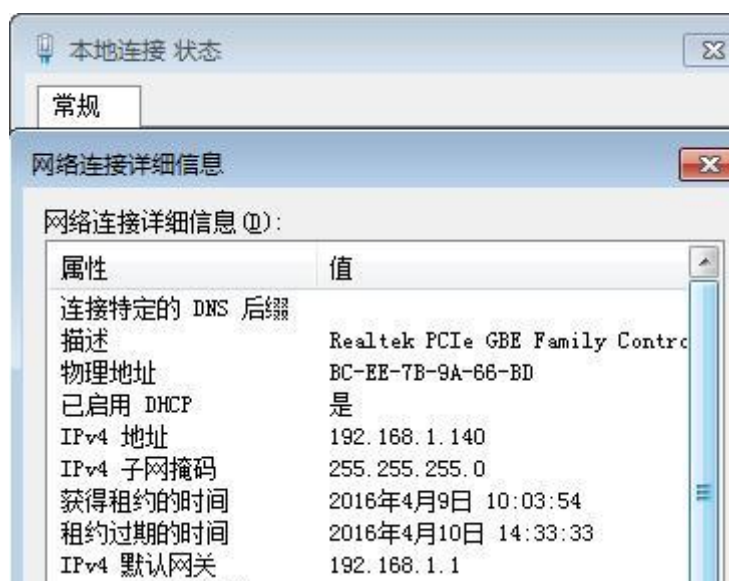 本地连接 状态
常规
网络连接详细信息
网络连接详细信息(D):
属性 值
连接特定的 DNS 后缀
描述 Realtek PCIe GBE Family Contro
物理地址 BC-EE-7B-9A-66-BD
已启用 DHCP 是
IPv4 地址 192.168.1.140
IPv4 子网掩码 255.255.255.0
获得租约的时间 2016年4月9日 10:03:54
租约过期的时间 2016年4月10日 14:33:33
IPv4 默认网关 192.168.1.1